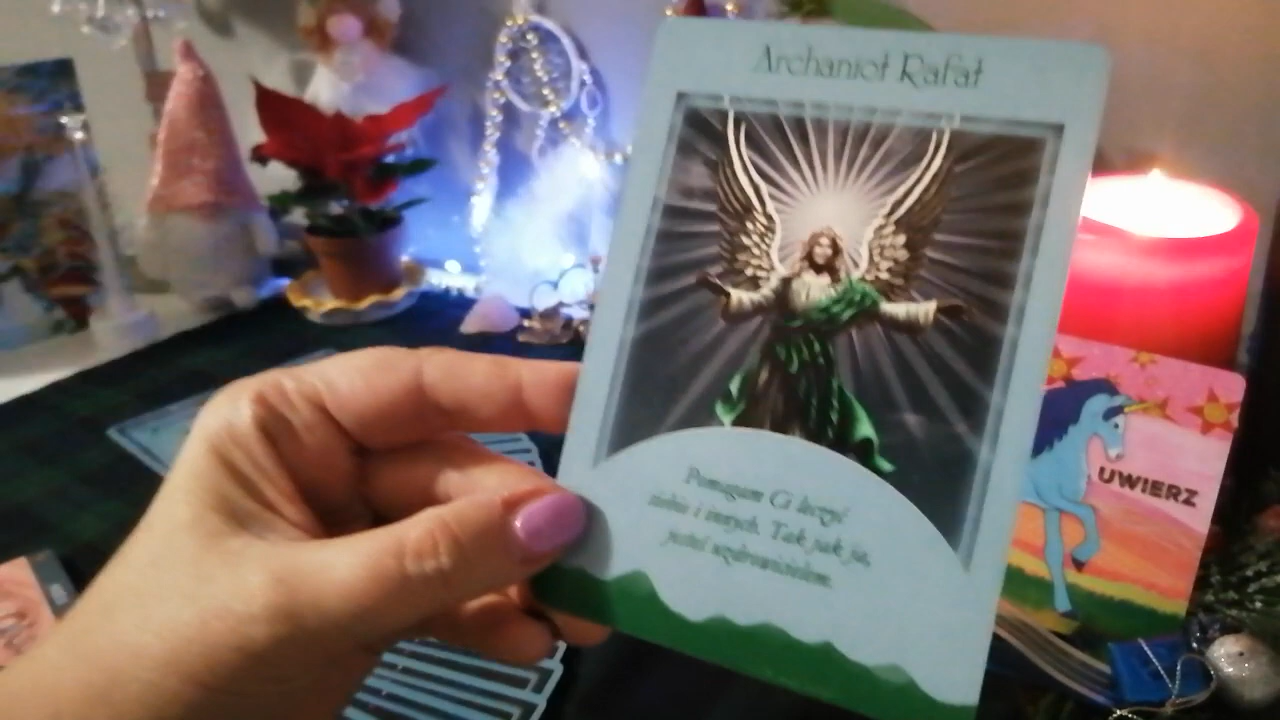 Archanioł Rafał
Pomagam Ci leczyć
siebie i innych. Tak jak ja,
jesteś uzdrowicielem.
UWIERZ